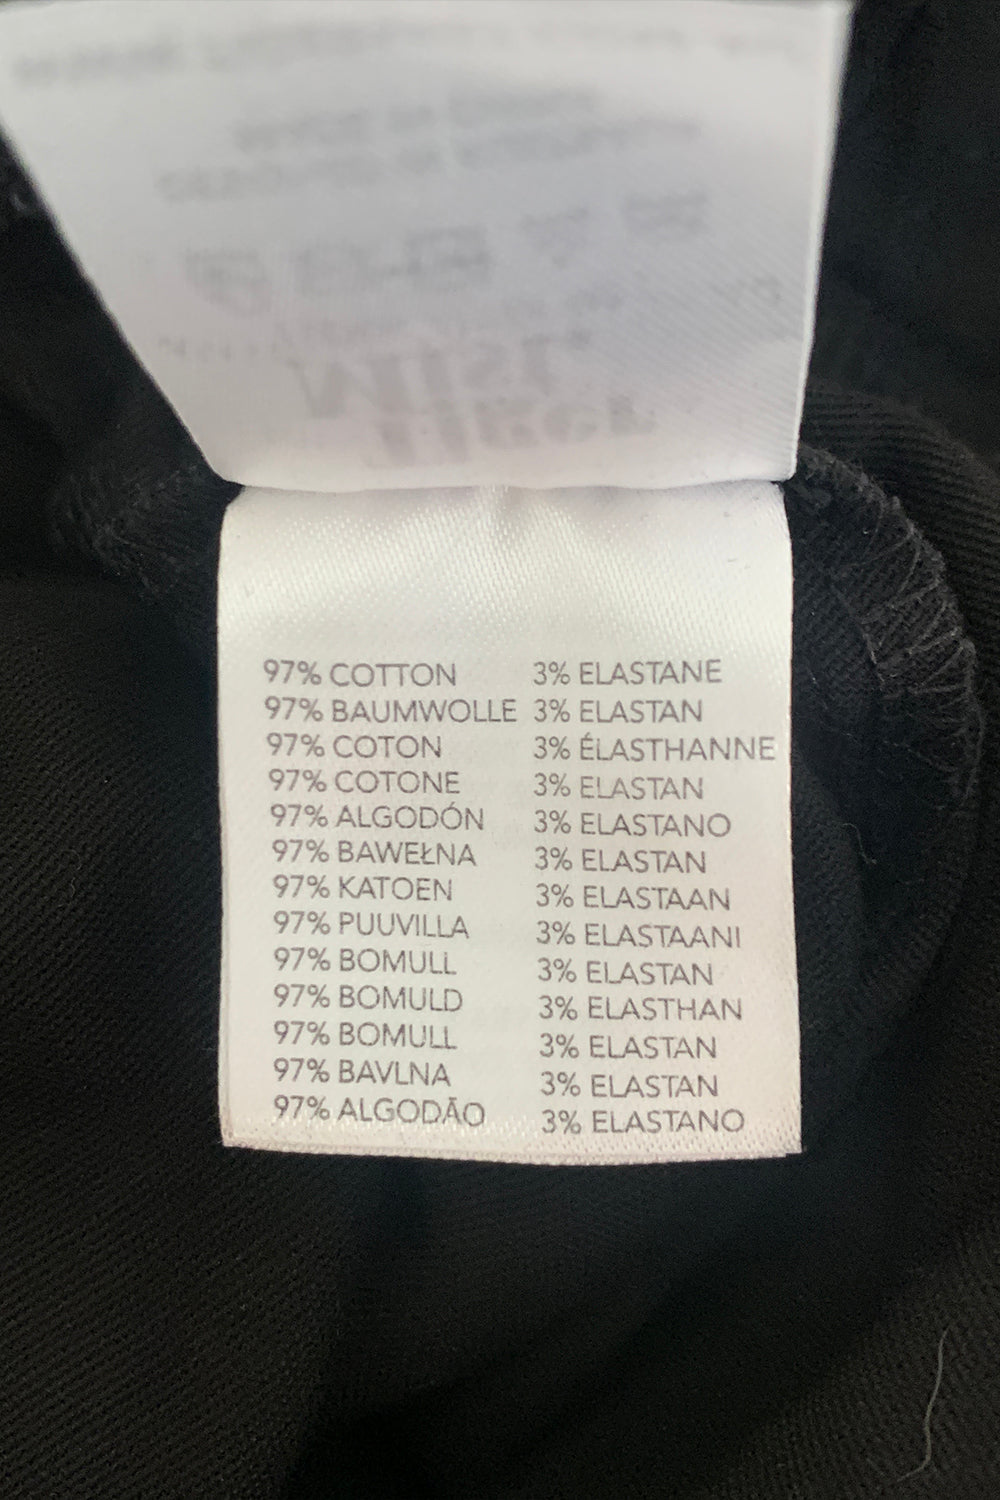 97% COTTON 3% ELASTANE
97% BAUMWOLLE 3% ELASTAN
97% COTON 3% ÉLASTHANNE
97% COTONE 3% ELASTAN
97% ALGODÓN 3% ELASTANO
97% BAWEŁNA 3% ELASTAN
97% KATOEN 3% ELASTAAN
97% PUUVILLA 3% ELASTAANI
97% BOMULL 3% ELASTAN
97% BOMULD 3% ELASTHAN
97% BOMULL 3% ELASTAN
97% BAVLNA 3% ELASTAN
97% ALGODÃO 3% ELASTANO